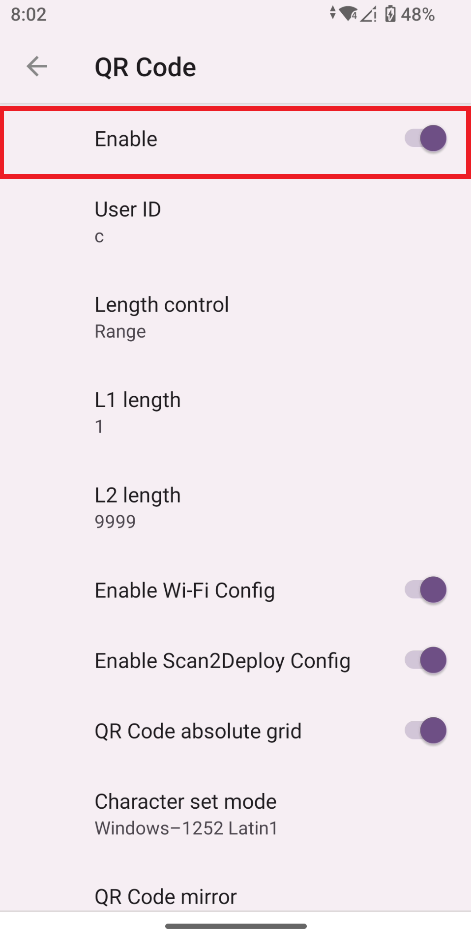 8:02
4 ! 48%
QR Code
Enable
User ID
c
Length control
Range
L1 length
1
L2 length
9999
Enable Wi-Fi Config
Enable Scan2Deploy Config
QR Code absolute grid
Character set mode
Windows–1252 Latin1
QR Code mirror